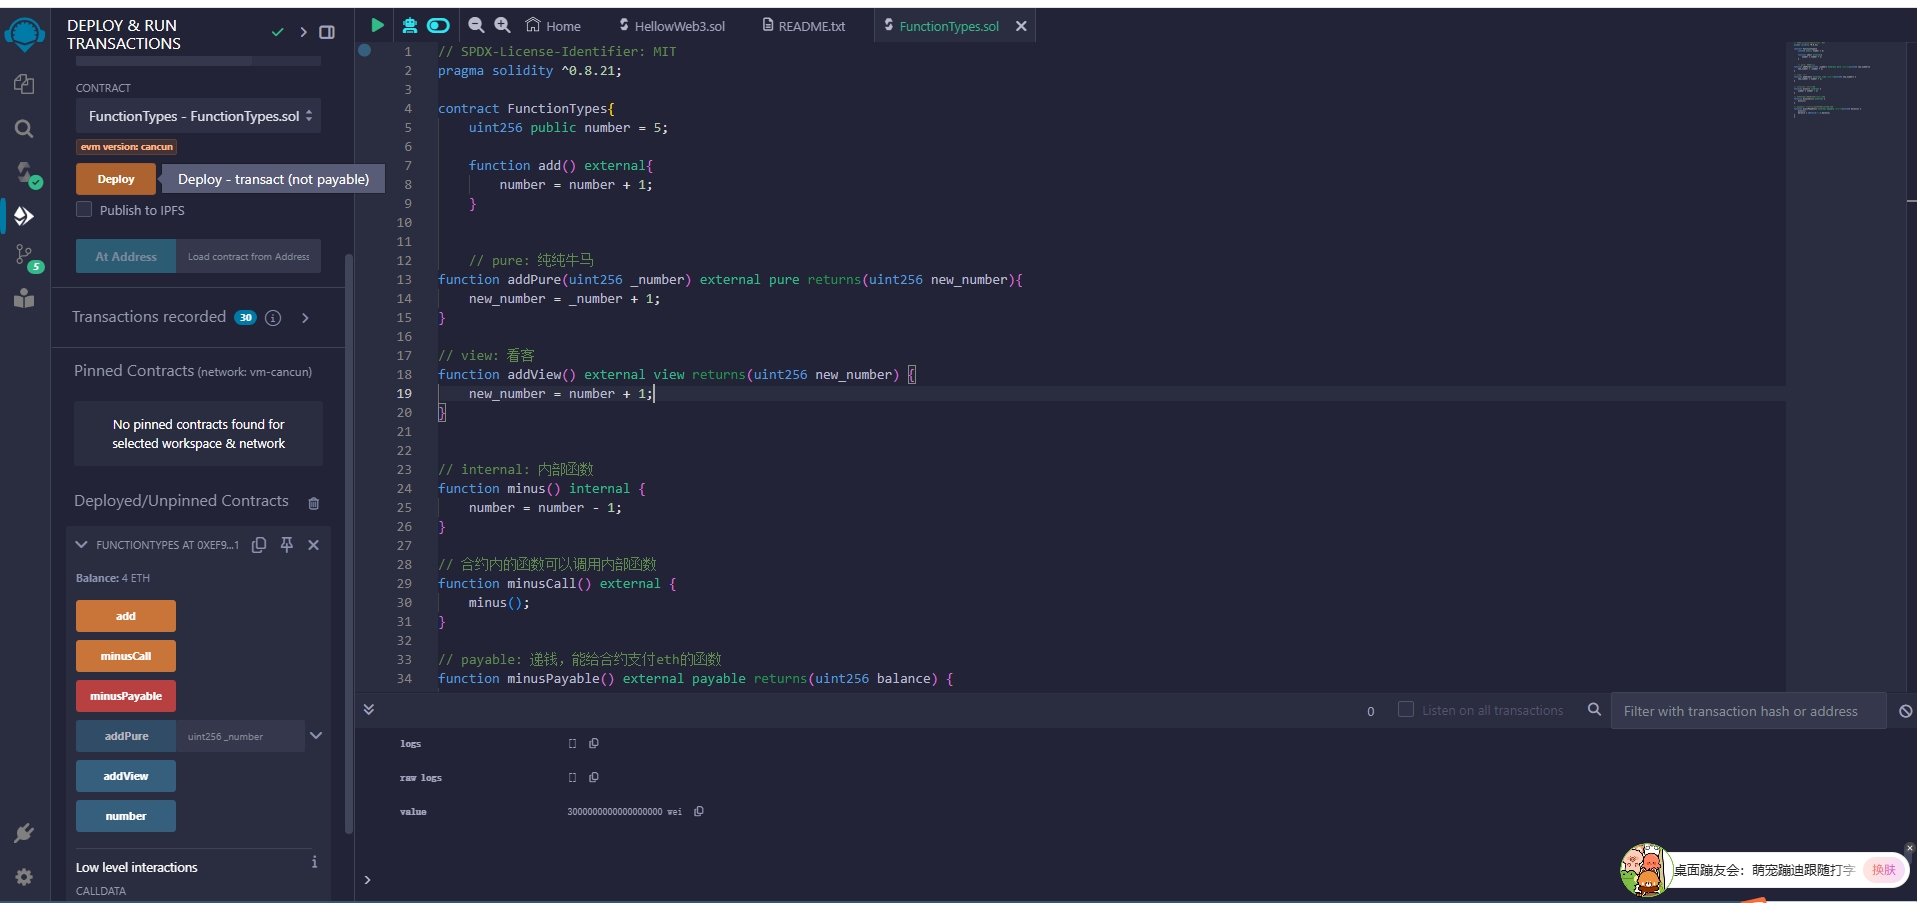 DEPLOY & RUN
TRANSACTIONS
CONTRACT
FunctionTypes - FunctionTypes.sol
evm version: cancun
Deploy
Deploy - transact (not payable)
Publish to IPFS
At Address
Load contract from Address
5
Transactions recorded 30
Pinned Contracts (network: vm-cancun)
No pinned contracts found for
selected workspace & network
Deployed/Unpinned Contracts
FUNCTIONTYPES AT 0XEF9...1
Balance: 4 ETH
add
minusCall
minusPayable
addPure
uint256 _number
addView
number
Low level interactions
CALLDATA
Home
HellowWeb3.sol
README.txt
FunctionTypes.sol
1 // SPDX-License-Identifier: MIT
2 pragma solidity ^0.8.21;
3
4 contract FunctionTypes{
5 uint256 public number = 5;
6
7 function add() external{
8 number = number + 1;
9 }
10
11
12 // pure: 纯纯牛马
13 function addPure(uint256 _number) external pure returns(uint256 new_number){
14 new_number = _number + 1;
15 }
16
17 // view: 看客
18 function addView() external view returns(uint256 new_number) {
19 new_number = number + 1;
20 }
21
22
23 // internal: 内部函数
24 function minus() internal {
25 number = number - 1;
26 }
27
28 // 合约内的函数可以调用内部函数
29 function minusCall() external {
30 minus();
31 }
32
33 // payable: 递钱，能给合约支付eth的函数
34 function minusPayable() external payable returns(uint256 balance) {
0
Listen on all transactions
Filter with transaction hash or address
logs []
raw logs []
value 3000000000000000000 wei
>
桌面蹦友会：萌宠蹦迪跟随打字
换肤